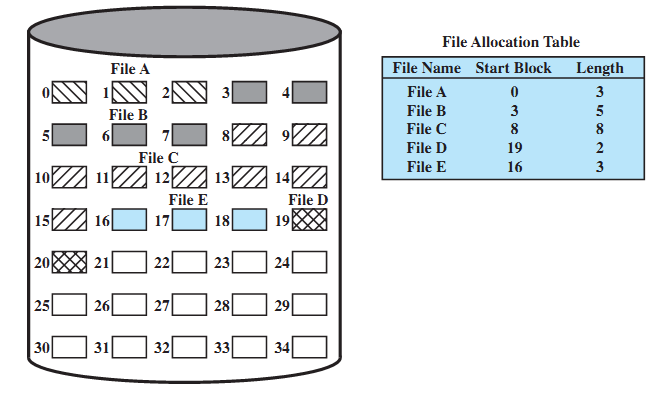 File A
0 1 2 3 4
File B
5 6 7 8 9
File C
10 11 12 13 14
File E File D
15 16 17 18 19
20 21 22 23 24
25 26 27 28 29
30 31 32 33 34
File Allocation Table
File Name Start Block Length
File A 0 3
File B 3 5
File C 8 8
File D 19 2
File E 16 3